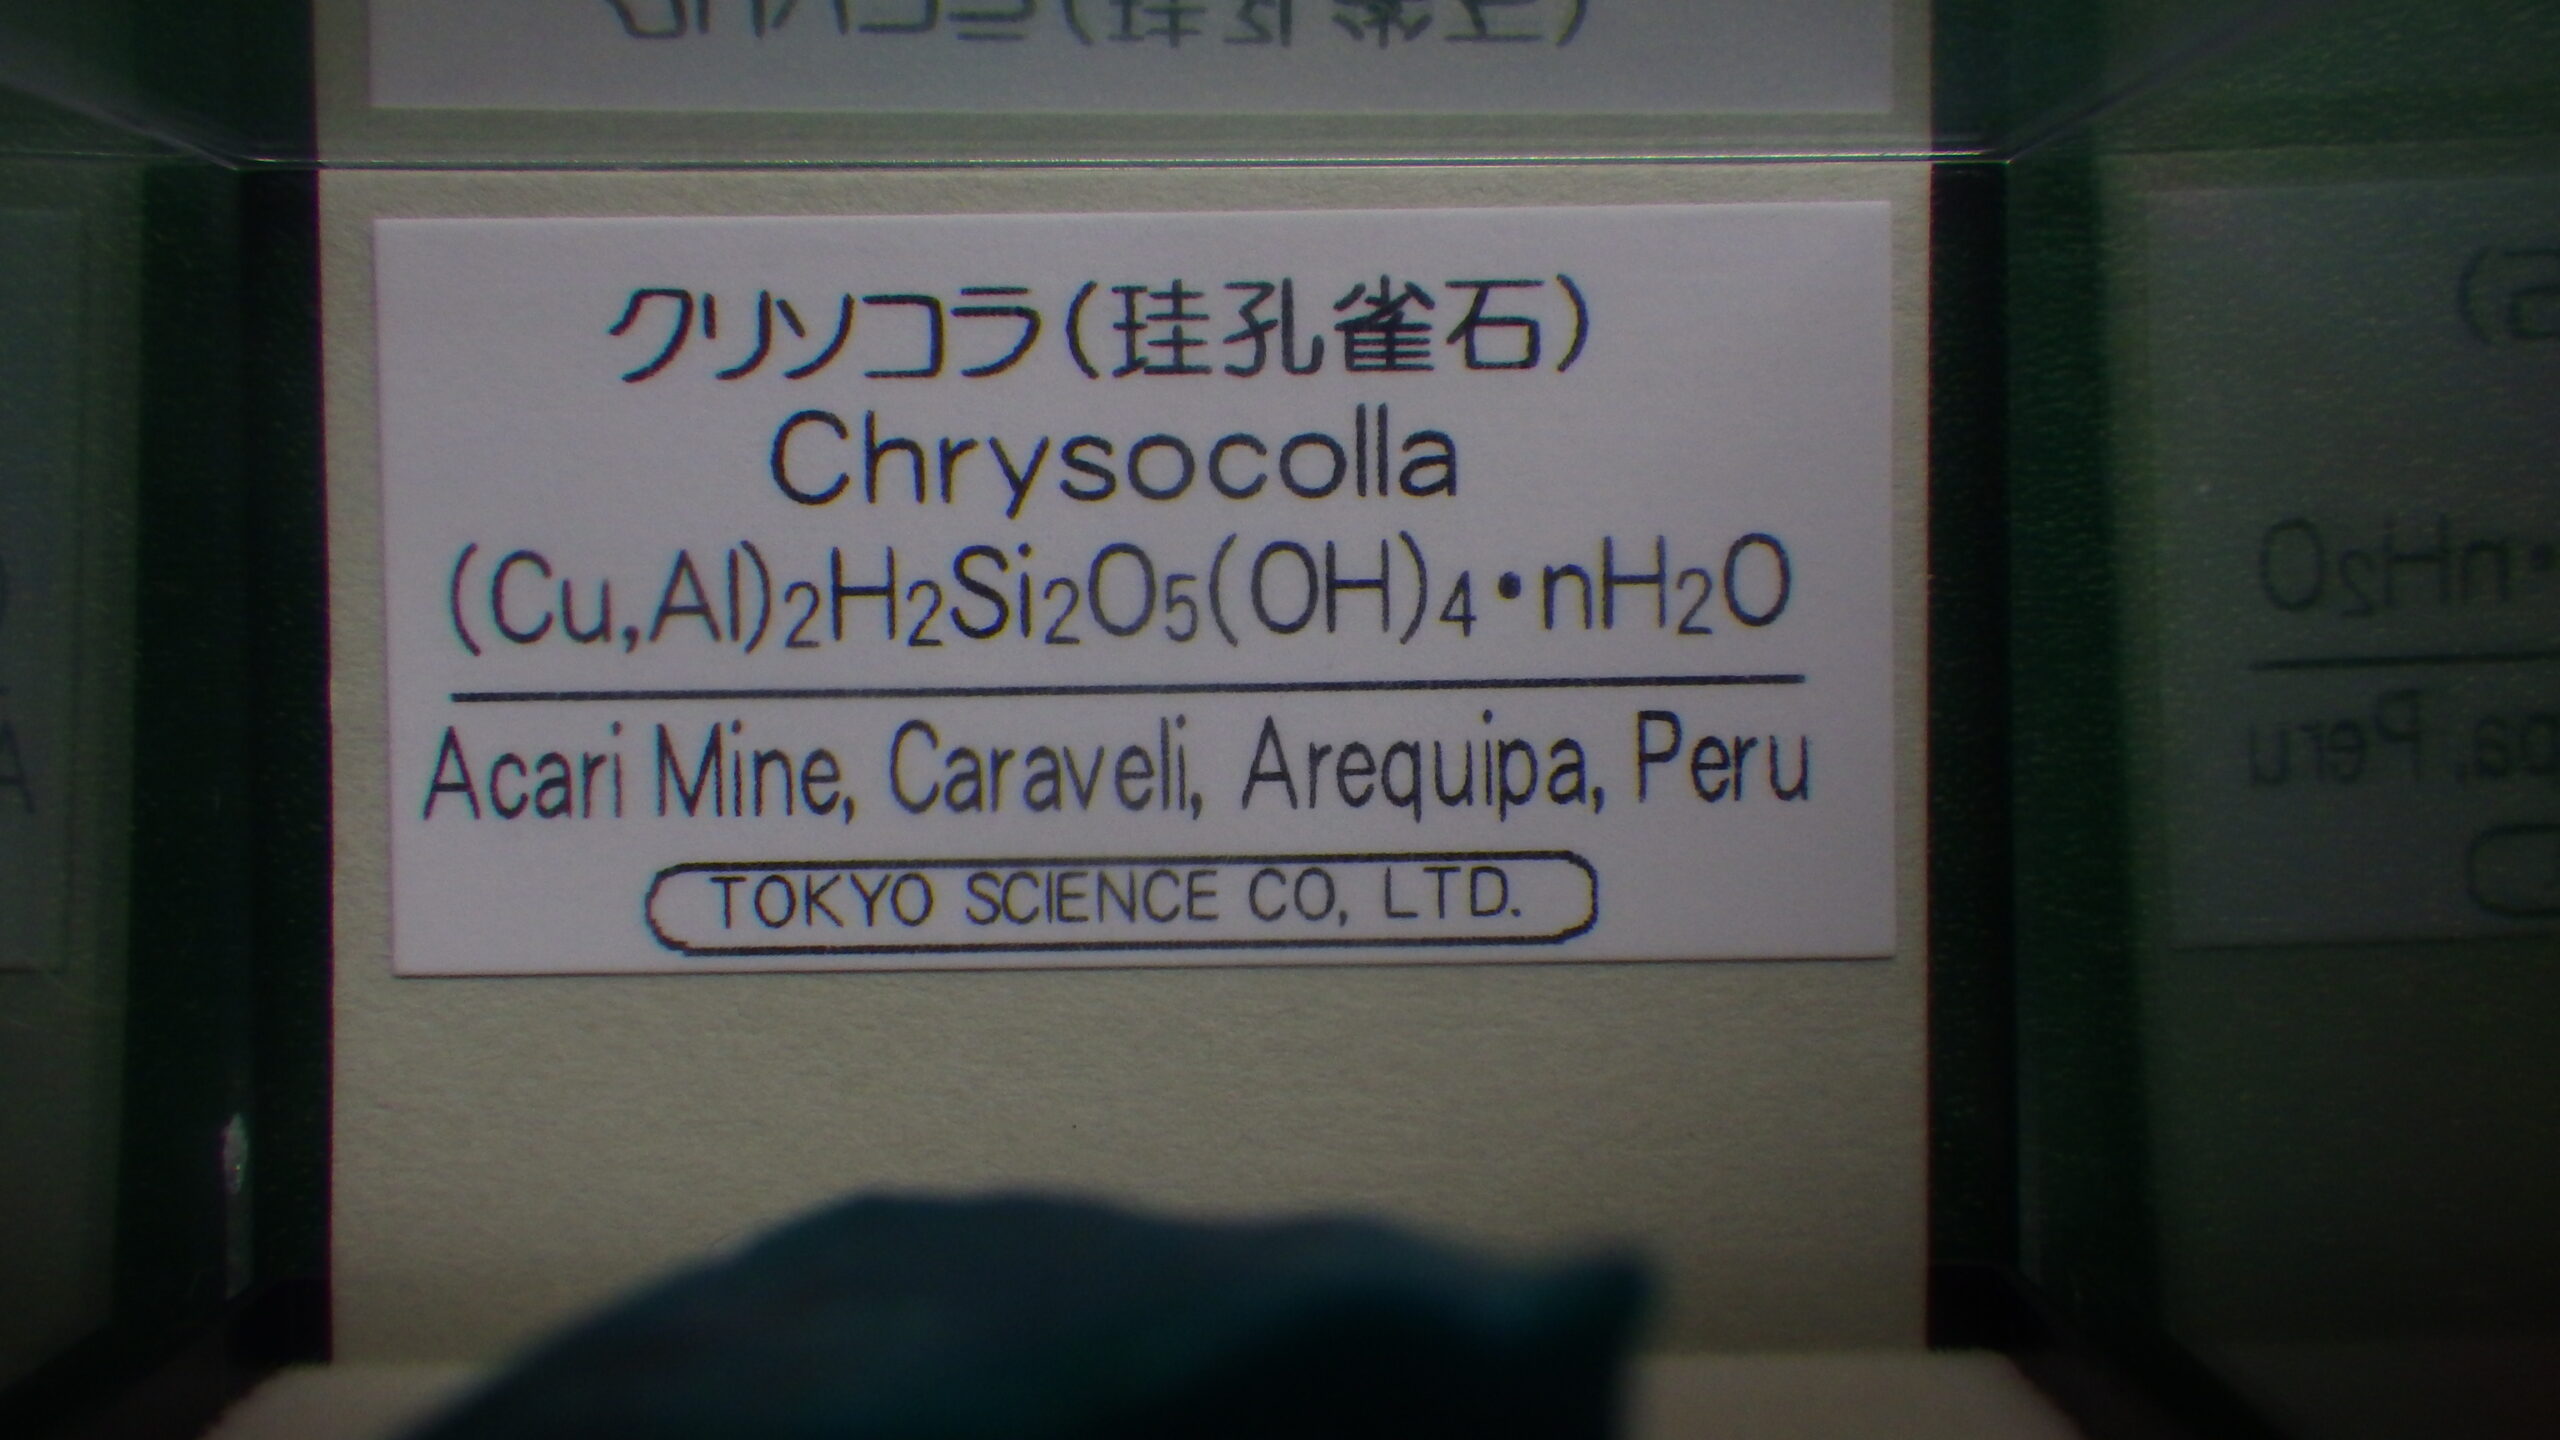 クリソコラ(珪孔雀石)
Chrysocolla
(Cu,Al)2H2Si2O5(OH)4・nH2O
Acari Mine, Caraveli, Arequipa, Peru
TOKYO SCIENCE CO, LTD.